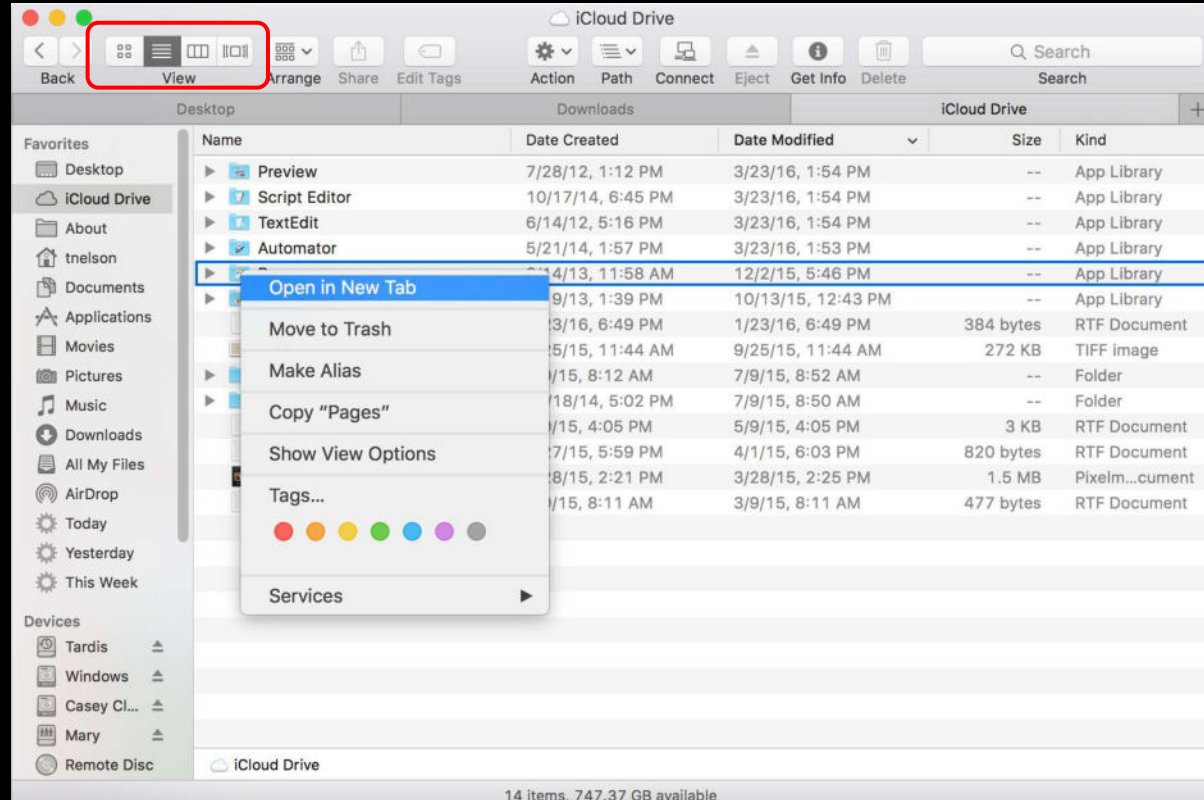 iCloud Drive
Back View Arrange Share Edit Tags Action Path Connect Eject Get Info Delete Search
Search
Desktop Downloads iCloud Drive +
Favorites
Desktop
iCloud Drive
About
tnelson
Documents
Applications
Movies
Pictures
Music
Downloads
All My Files
AirDrop
Today
Yesterday
This Week
Devices
Tardis
Windows
Casey Cl...
Mary
Remote Disc
Name Date Created Date Modified Size Kind
Preview 7/28/12, 1:12 PM 3/23/16, 1:54 PM -- App Library
Script Editor 10/17/14, 6:45 PM 3/23/16, 1:54 PM -- App Library
TextEdit 6/14/12, 5:16 PM 3/23/16, 1:54 PM -- App Library
Automator 5/21/14, 1:57 PM 3/23/16, 1:53 PM -- App Library
14/13, 11:58 AM 12/2/15, 5:46 PM -- App Library
9/13, 1:39 PM 10/13/15, 12:43 PM -- App Library
23/16, 6:49 PM 1/23/16, 6:49 PM 384 bytes RTF Document
25/15, 11:44 AM 9/25/15, 11:44 AM 272 KB TIFF image
/15, 8:12 AM 7/9/15, 8:52 AM -- Folder
18/14, 5:02 PM 7/9/15, 8:50 AM -- Folder
/15, 4:05 PM 5/9/15, 4:05 PM 3 KB RTF Document
27/15, 5:59 PM 4/1/15, 6:03 PM 820 bytes RTF Document
28/15, 2:21 PM 3/28/15, 2:25 PM 1.5 MB Pixelm...cument
/15, 8:11 AM 3/9/15, 8:11 AM 477 bytes RTF Document
Open in New Tab
Move to Trash
Make Alias
Copy “Pages”
Show View Options
Tags...
Services
iCloud Drive
14 items, 747.37 GB available